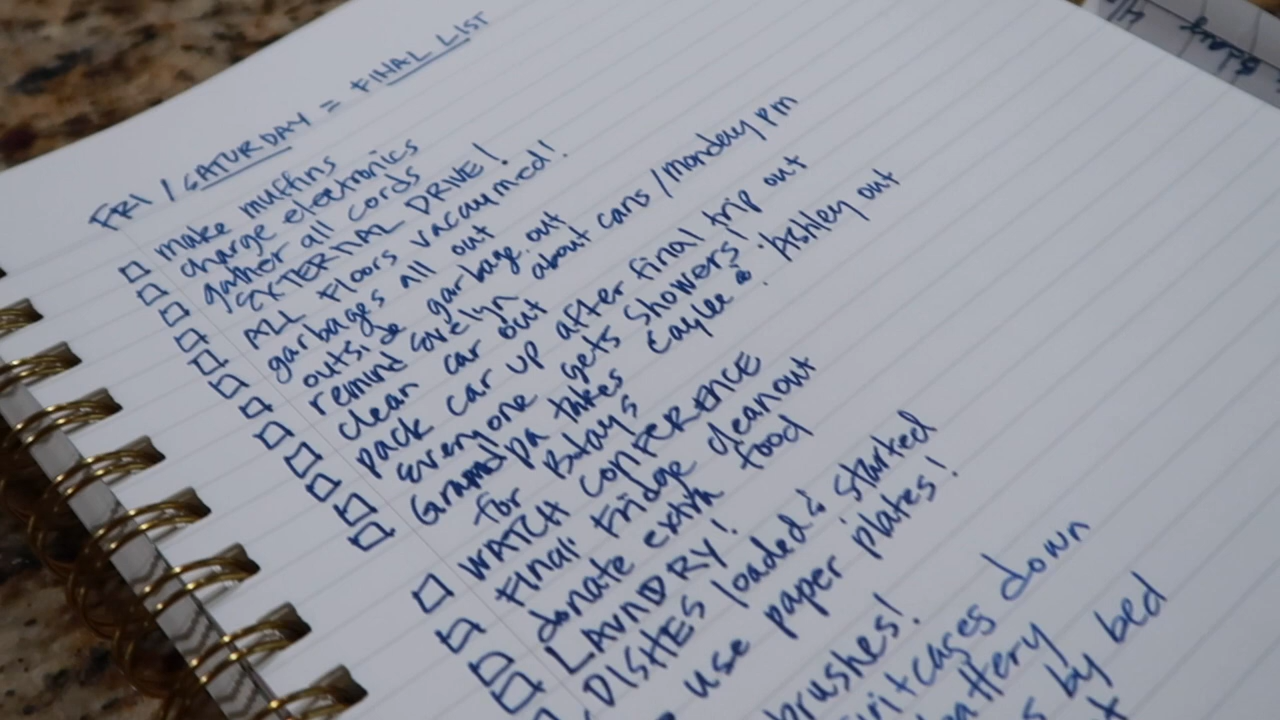 FRI / SATURDAY = FINAL LIST
make muffins
charge electronics
gather all cords
EXTERNAL DRIVE!
ALL floors vacuumed!
garbages all out
outside garbage out
remind about cans / monday pm
clean car out
pack car up after final trip out
everyone gets showers!
Grandpa takes Caylee & Ashley out
for Bdays
WATCH CONFERENCE
Final fridge cleanout
donate extra food
LAUNDRY!
DISHES loaded & started
use paper plates!
brushes!
suitcases down
battery
by bed